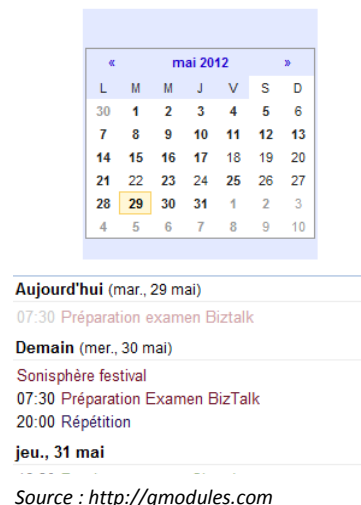 « mai 2012 »
L M M J V S D
30 1 2 3 4 5 6
7 8 9 10 11 12 13
14 15 16 17 18 19 20
21 22 23 24 25 26 27
28 29 30 31 1 2 3
4 5 6 7 8 9 10
Aujourd'hui (mar., 29 mai)
07:30 Préparation examen Biztalk
Demain (mer., 30 mai)
Sonisphère festival
07:30 Préparation Examen BizTalk
20:00 Répétition
jeu., 31 mai
Source : http://gmodules.com